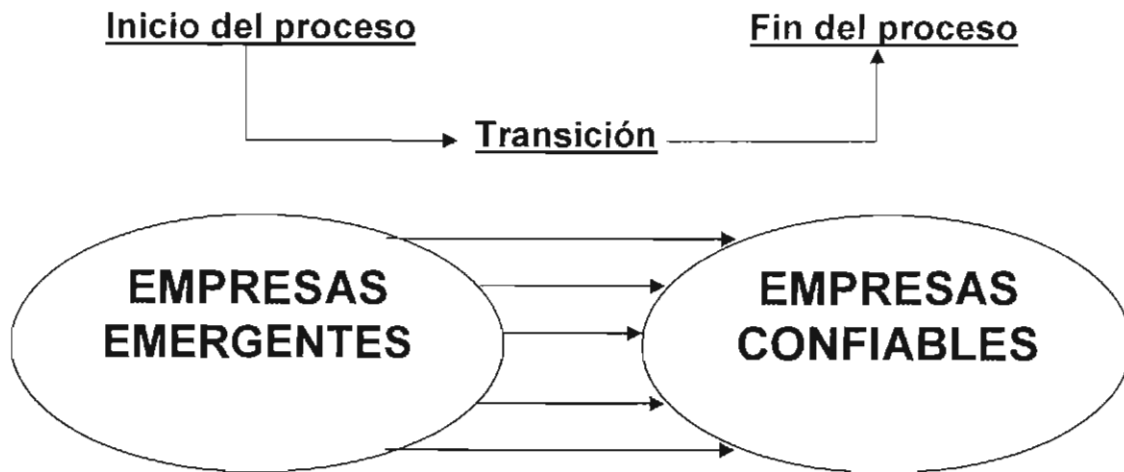 Inicio del proceso
Fin del proceso
Transición
EMPRESAS
EMERGENTES
EMPRESAS
CONFIABLES